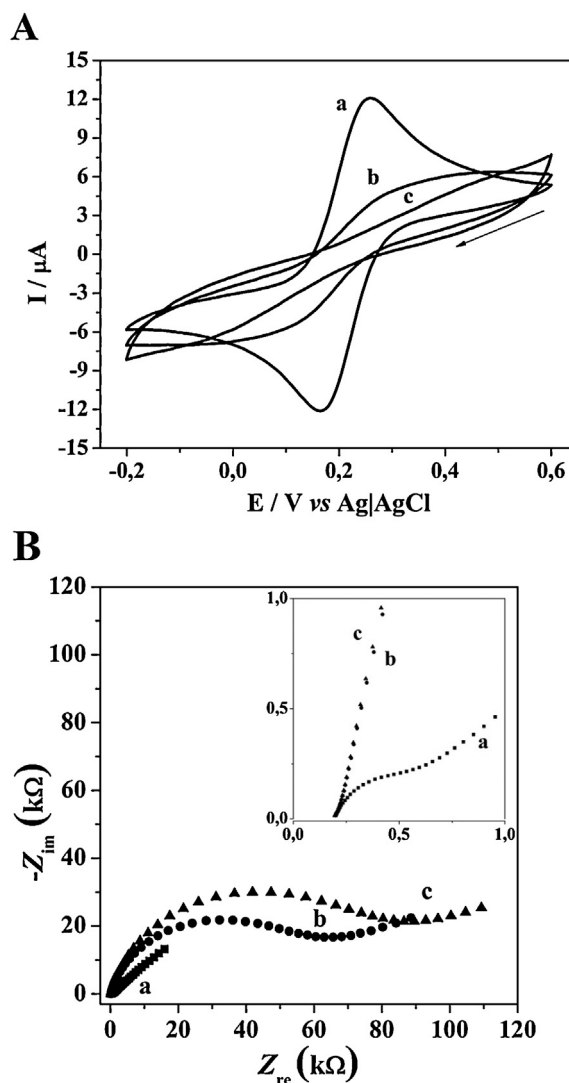 A
15
12
9
6
3
0
-3
-6
-9
-12
-15
I / μA
a
b
c
-0,2 0,0 0,2 0,4 0,6
E / V vs Ag|AgCl
B
120
100
80
60
40
20
0
-Zim (kΩ)
1,0
0,5
0,0
c
b
a
0,0 0,5 1,0
c
b
a
0 20 40 60 80 100 120
Zre (kΩ)